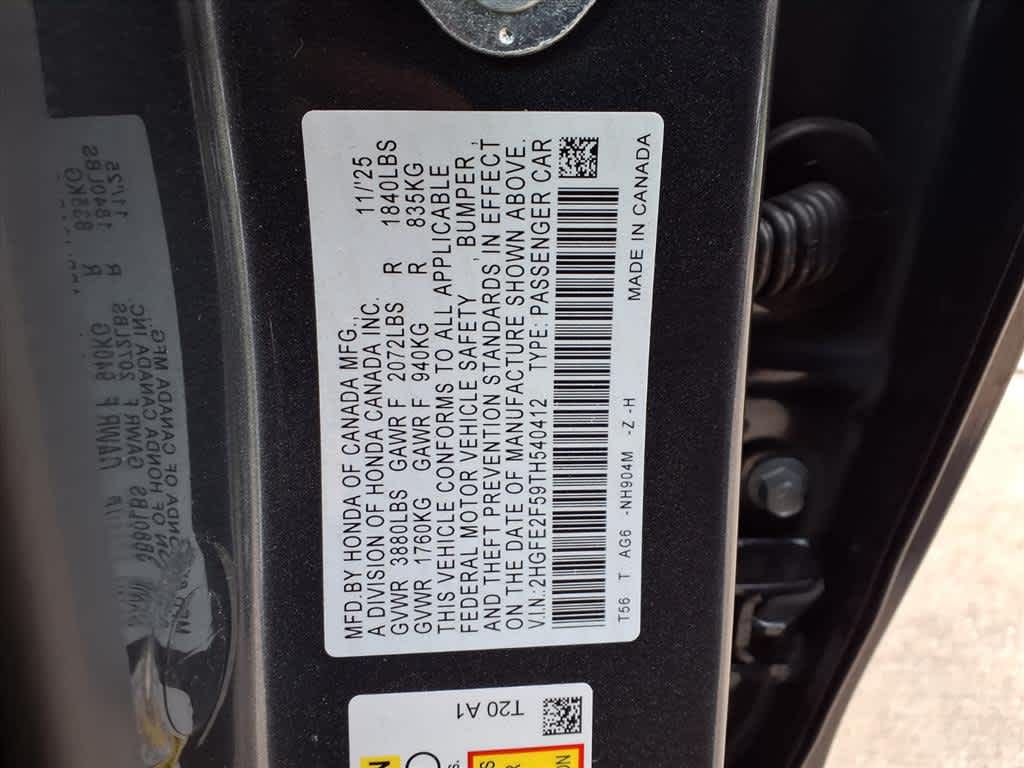 MFD. BY HONDA OF CANADA MFG., 11/'25
A DIVISION OF HONDA CANADA INC.
GVWR 3880LBS GAWR F 2072LBS R 1840LBS
GVWR 1760KG GAWR F 940KG R 835KG
THIS VEHICLE CONFORMS TO ALL APPLICABLE
FEDERAL MOTOR VEHICLE SAFETY, BUMPER,
AND THEFT PREVENTION STANDARDS IN EFFECT
ON THE DATE OF MANUFACTURE SHOWN ABOVE.
V.I.N.:2HGFE2F59TH540412 TYPE: PASSENGER CAR
T56 T AG6 -NH904M -Z -H MADE IN CANADA
T20 A1